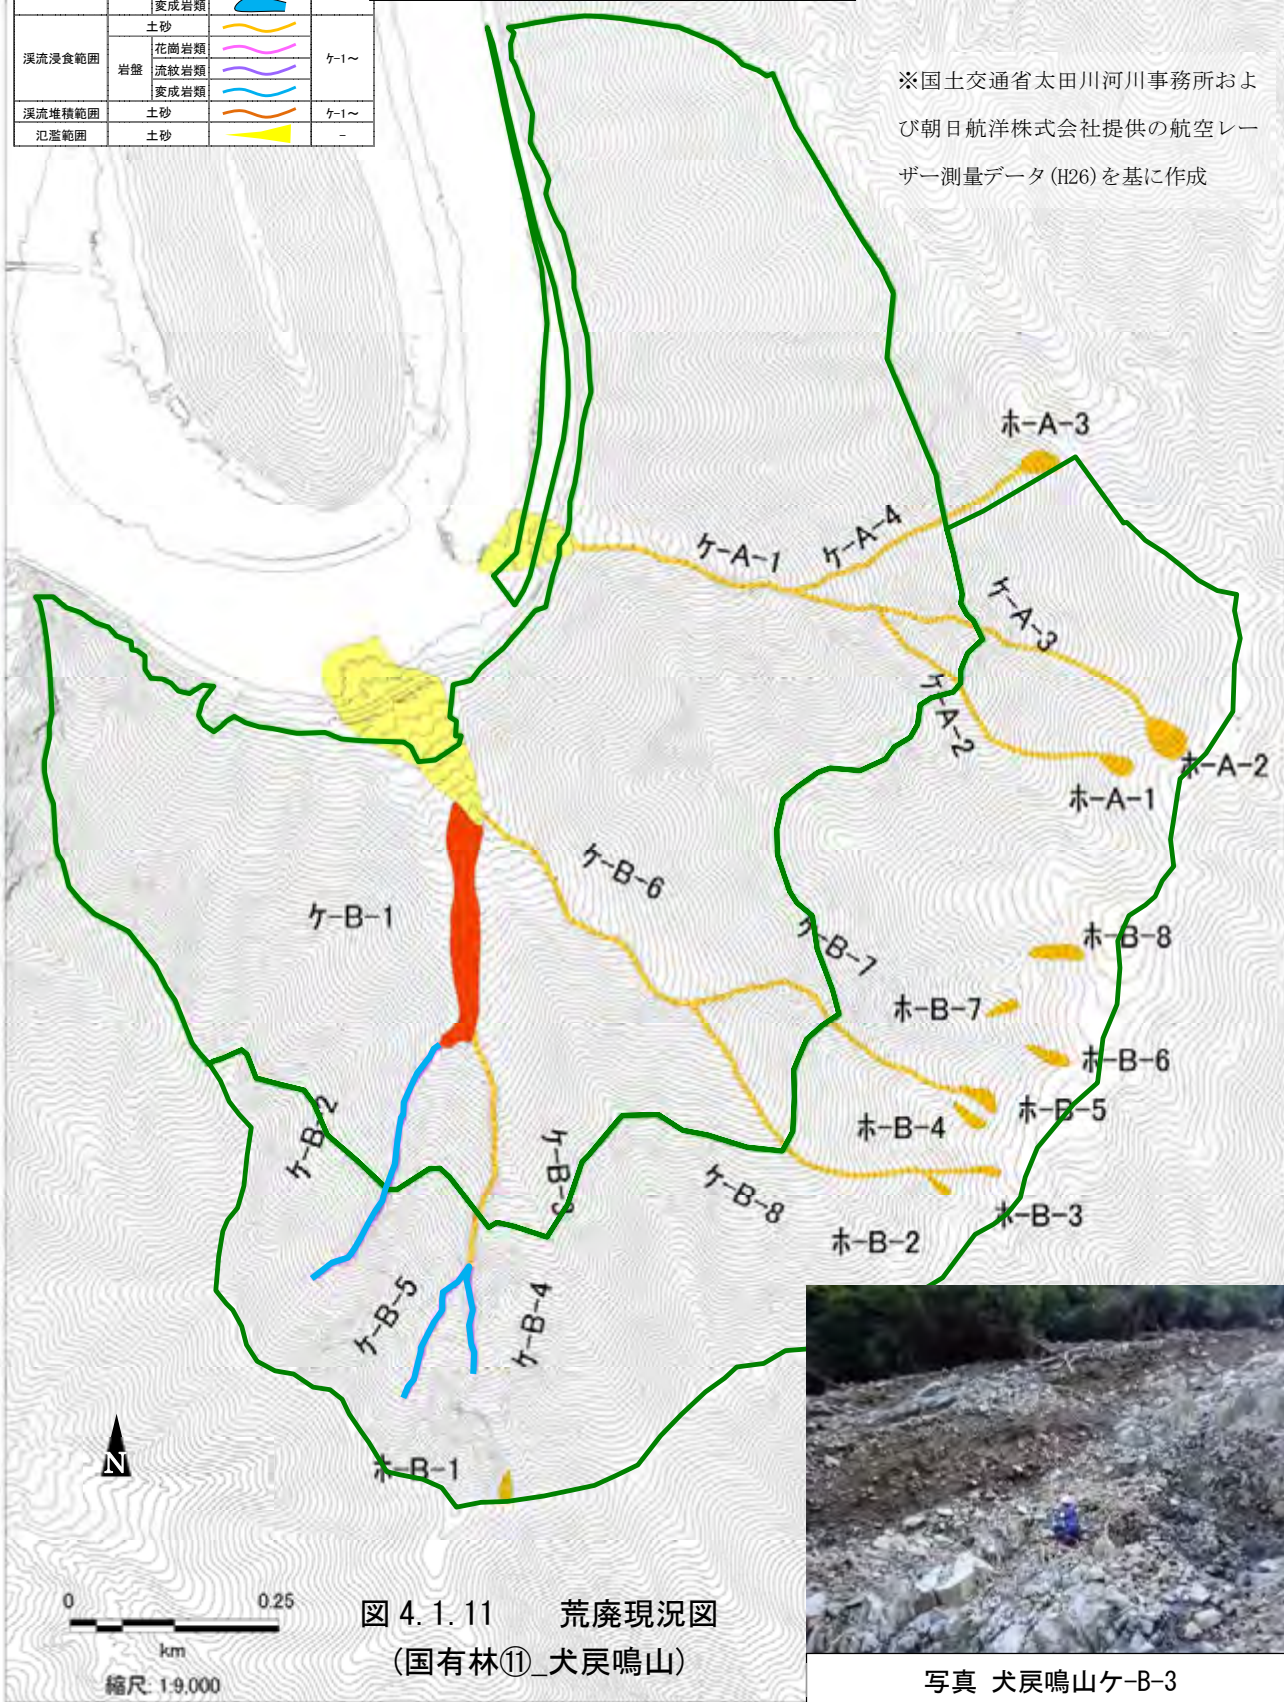 変成岩類
渓流浸食範囲 土砂 ケ-1～
岩盤 花崗岩類
流紋岩類
変成岩類
渓流堆積範囲 土砂 ケ-1～
氾濫範囲 土砂 -
※国土交通省太田川河川事務所およ
び朝日航洋株式会社提供の航空レー
ザー測量データ(H26)を基に作成
ホ-A-3
ケ-A-4
ケ-A-1
ケ-A-3
ケ-A-2
ホ-A-2
ホ-A-1
ケ-B-6
ケ-B-1
ケ-B-7
ホ-B-8
ホ-B-7
ホ-B-6
ホ-B-5
ホ-B-4
ケ-B-2
ケ-B-3
ケ-B-8
ホ-B-3
ホ-B-2
ケ-B-5
ケ-B-4
ホ-B-1
N
0 0.25
km
縮尺: 1:9,000
図 4.1.11 荒廃現況図
(国有林⑪_犬戻鳴山)
写真 犬戻鳴山ケ-B-3